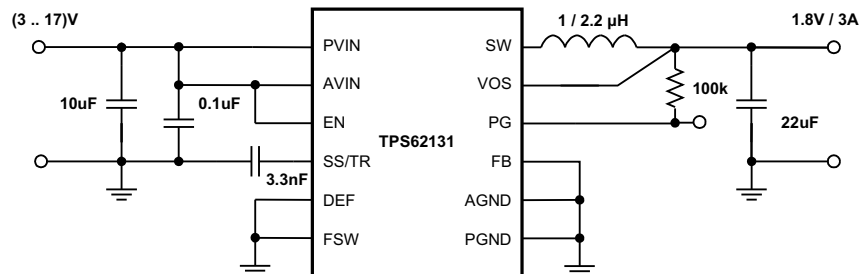 (3 .. 17)V
1 / 2.2 µH
1.8V / 3A
PVIN
SW
AVIN
VOS
10uF
0.1uF
100k
EN
PG
22uF
TPS62131
SS/TR
FB
3.3nF
DEF
AGND
FSW
PGND